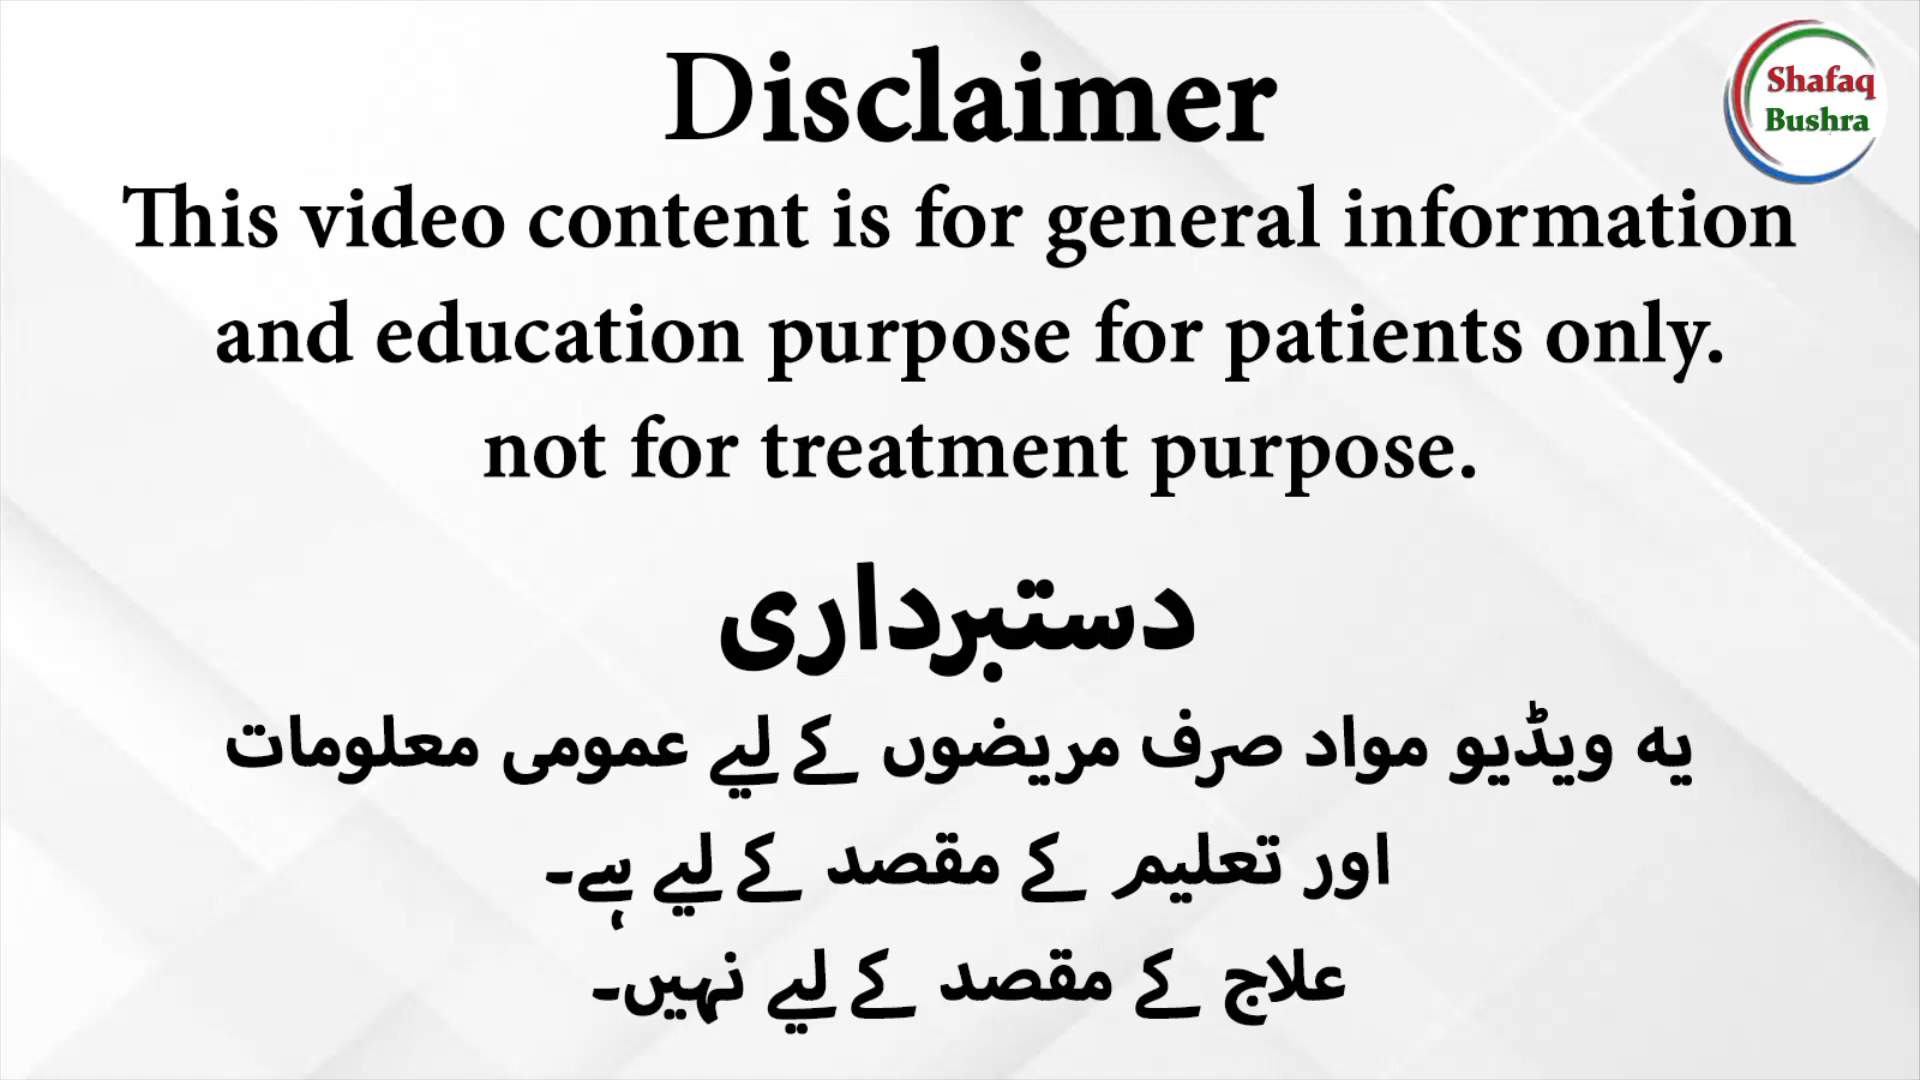 Disclaimer
Shafaq
Bushra
This video content is for general information
and education purpose for patients only.
not for treatment purpose.
دستبرداری
یہ ویڈیو مواد صرف مریضوں کے لیے عمومی معلومات
اور تعلیم کے مقصد کے لیے ہے۔
علاج کے مقصد کے لیے نہیں۔